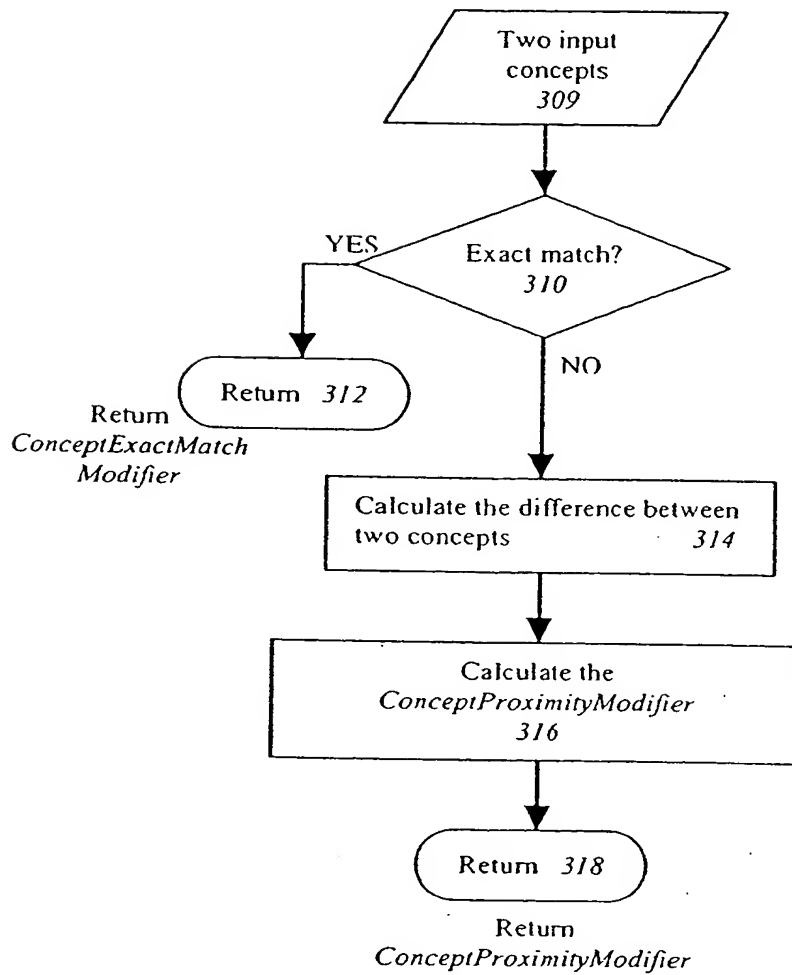 Two input
concepts
309
YES
Exact match?
310
NO
Return 312
Return
ConceptExactMatch
Modifier
Calculate the difference between
two concepts 314
Calculate the
ConceptProximityModifier
316
Return 318
Return
ConceptProximityModifier